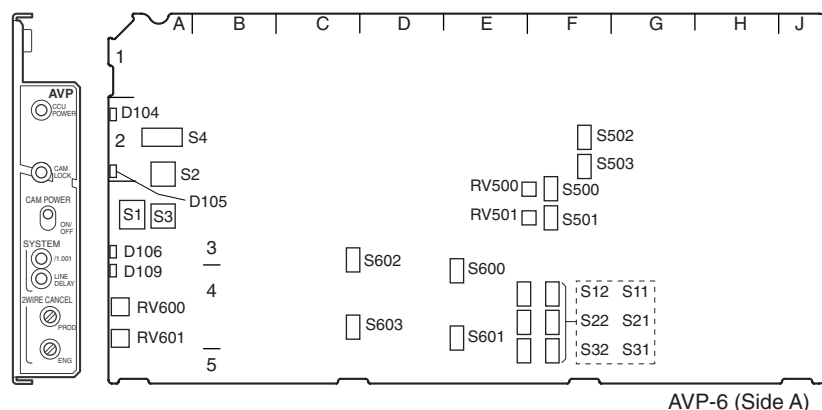 A B C D E F G H J
1
AVP
CCU
POWER
D104
2
S4
S502
CAM
LOCK
S2
S503
D105
RV500
S500
CAM POWER
S1
S3
RV501
S501
ON/
OFF
SYSTEM
/1.001
D106
3
S602
S600
D109
LINE
DELAY
4
S12 S11
2WIRE CANCEL
RV600
PROD
S603
S22 S21
RV601
S601
S32 S31
ENG
5
AVP-6 (Side A)